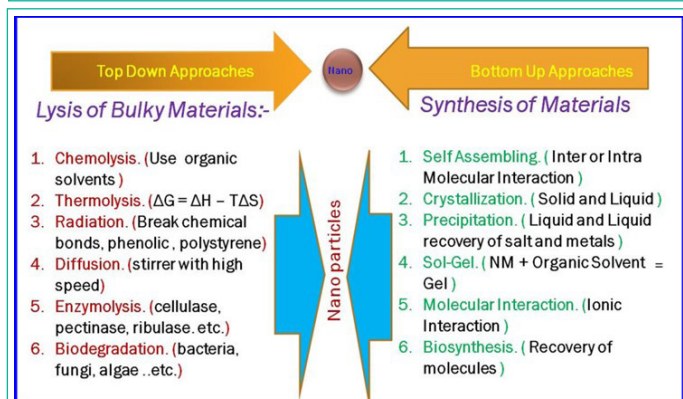 Top Down Approaches
Nano
Bottom Up Approaches
Lysis of Bulky Materials:-
1. Chemolysis. (Use organic
solvents )
2. Thermolysis. (ΔG = ΔH – TΔS)
3. Radiation. (Break chemical
bonds, phenolic , polystyrene)
4. Diffusion. (stirrer with high
speed)
5. Enzymolysis. (cellulase,
pectinase, ribulase. etc.)
6. Biodegradation. (bacteria,
fungi, algae ..etc.)
Nano particles
Synthesis of Materials
1. Self Assembling. ( Inter or Intra
Molecular Interaction )
2. Crystallization. ( Solid and Liquid )
3. Precipitation. ( Liquid and Liquid
recovery of salt and metals )
4. Sol-Gel. ( NM + Organic Solvent =
Gel )
5. Molecular Interaction. (Ionic
Interaction )
6. Biosynthesis. ( Recovery of
molecules )